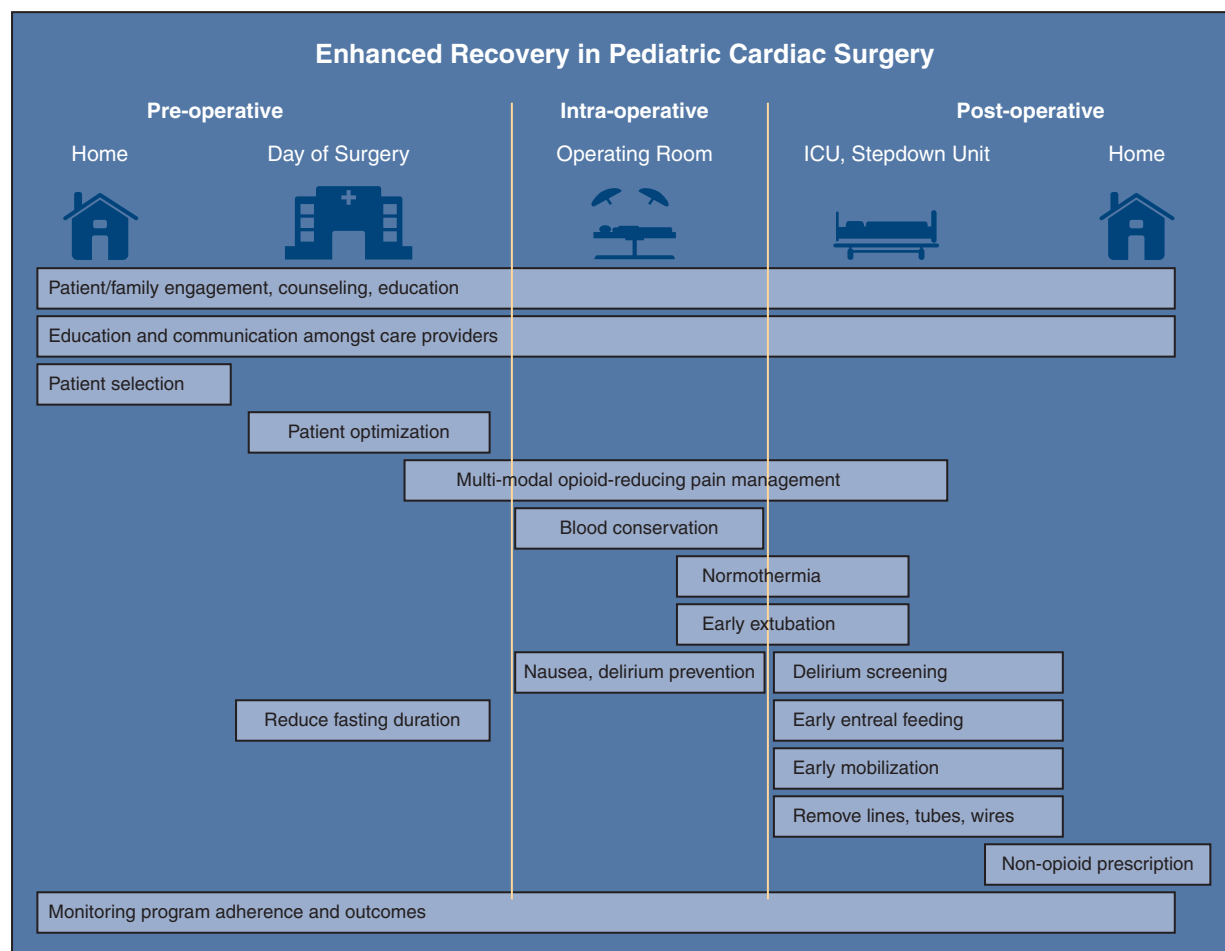 Enhanced Recovery in Pediatric Cardiac Surgery
Pre-operative
Intra-operative
Post-operative
Home
Day of Surgery
Operating Room
ICU, Stepdown Unit
Home
Patient/family engagement, counseling, education
Education and communication amongst care providers
Patient selection
Patient optimization
Multi-modal opioid-reducing pain management
Blood conservation
Normothermia
Early extubation
Nausea, delirium prevention
Delirium screening
Reduce fasting duration
Early entreal feeding
Early mobilization
Remove lines, tubes, wires
Non-opioid prescription
Monitoring program adherence and outcomes